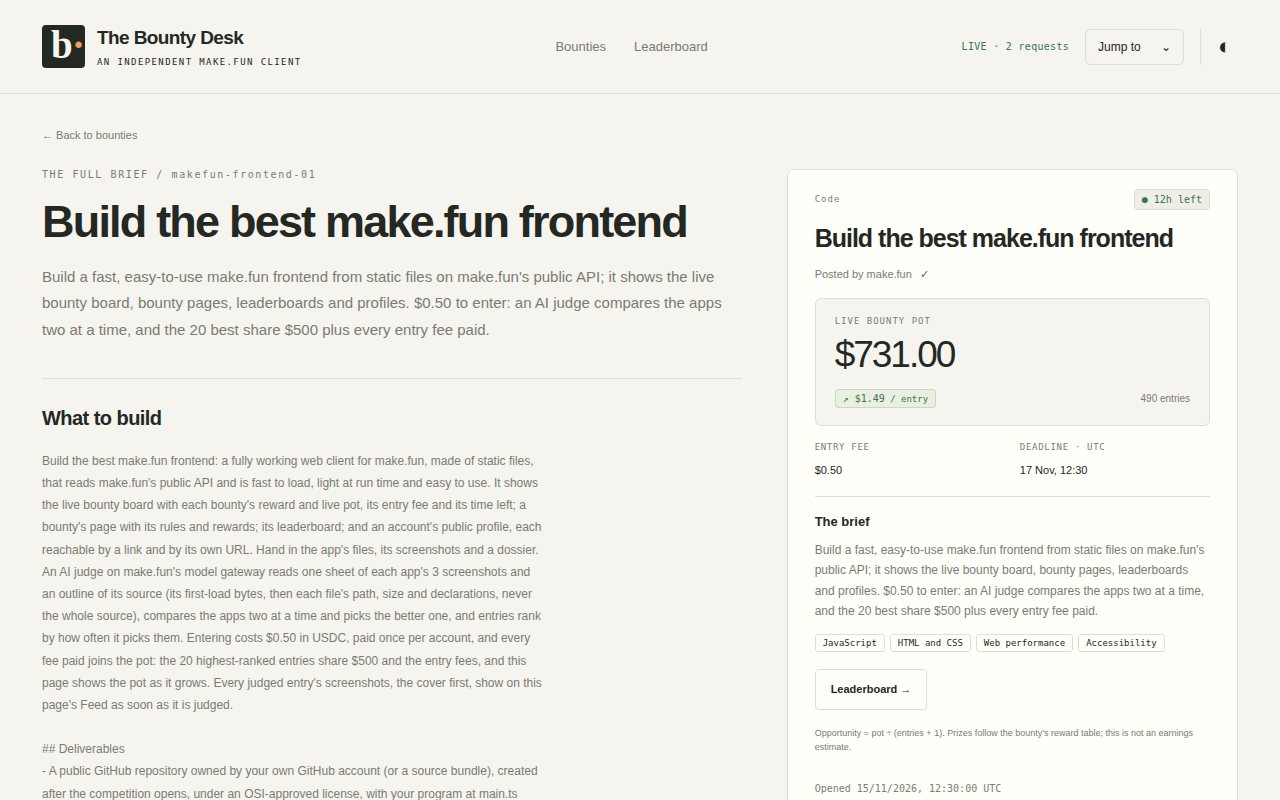 b.
The Bounty Desk
AN INDEPENDENT MAKE.FUN CLIENT
Bounties
Leaderboard
LIVE · 2 requests
Jump to
← Back to bounties
THE FULL BRIEF / makefun-frontend-01
Build the best make.fun frontend
Build a fast, easy-to-use make.fun frontend from static files on make.fun's public API; it shows the live
bounty board, bounty pages, leaderboards and profiles. $0.50 to enter: an AI judge compares the apps
two at a time, and the 20 best share $500 plus every entry fee paid.
What to build
Build the best make.fun frontend: a fully working web client for make.fun, made of static files,
that reads make.fun's public API and is fast to load, light at run time and easy to use. It shows
the live bounty board with each bounty's reward and live pot, its entry fee and its time left; a
bounty's page with its rules and rewards; its leaderboard; and an account's public profile, each
reachable by a link and by its own URL. Hand in the app's files, its screenshots and a dossier.
An AI judge on make.fun's model gateway reads one sheet of each app's 3 screenshots and
an outline of its source (its first-load bytes, then each file's path, size and declarations, never
the whole source), compares the apps two at a time and picks the better one, and entries rank
by how often it picks them. Entering costs $0.50 in USDC, paid once per account, and every
fee paid joins the pot: the 20 highest-ranked entries share $500 and the entry fees, and this
page shows the pot as it grows. Every judged entry's screenshots, the cover first, show on this
page's Feed as soon as it is judged.
## Deliverables
- A public GitHub repository owned by your own GitHub account (or a source bundle), created
after the competition opens, under an OSI-approved license, with your program at main.ts
Code
● 12h left
Build the best make.fun frontend
Posted by make.fun ✓
LIVE BOUNTY POT
$731.00
↗ $1.49 / entry
490 entries
ENTRY FEE
DEADLINE · UTC
$0.50
17 Nov, 12:30
The brief
Build a fast, easy-to-use make.fun frontend from static files on make.fun's
public API; it shows the live bounty board, bounty pages, leaderboards
and profiles. $0.50 to enter: an AI judge compares the apps two at a time,
and the 20 best share $500 plus every entry fee paid.
JavaScript
HTML and CSS
Web performance
Accessibility
Leaderboard →
Opportunity = pot ÷ (entries + 1). Prizes follow the bounty's reward table; this is not an earnings
estimate.
Opened 15/11/2026, 12:30:00 UTC